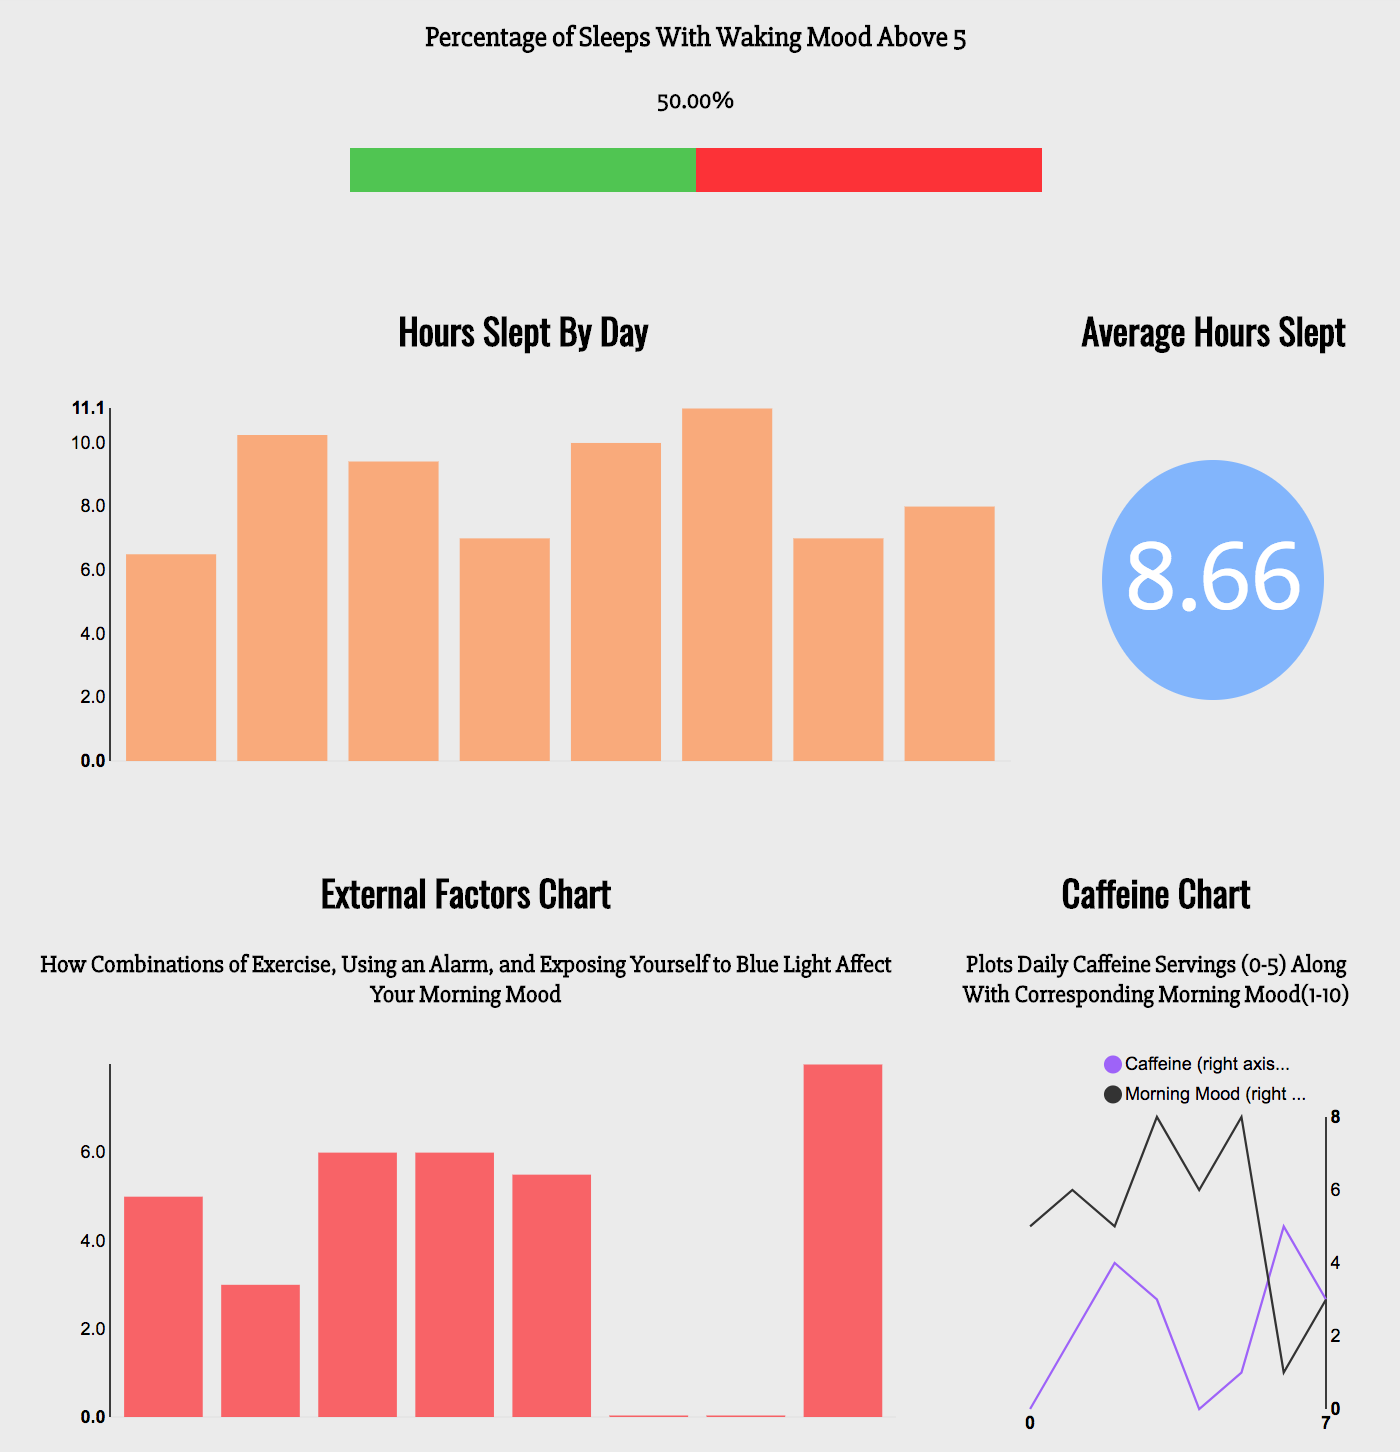 Percentage of Sleeps With Waking Mood Above 5
50.00%
Hours Slept By Day
11.1
10.0
8.0
6.0
4.0
2.0
0.0
Average Hours Slept
8.66
External Factors Chart
How Combinations of Exercise, Using an Alarm, and Exposing Yourself to Blue Light Affect
Your Morning Mood
6.0
4.0
2.0
0.0
Caffeine Chart
Plots Daily Caffeine Servings (0-5) Along
With Corresponding Morning Mood(1-10)
Caffeine (right axis...
Morning Mood (right ...
8
6
4
2
0
0 7